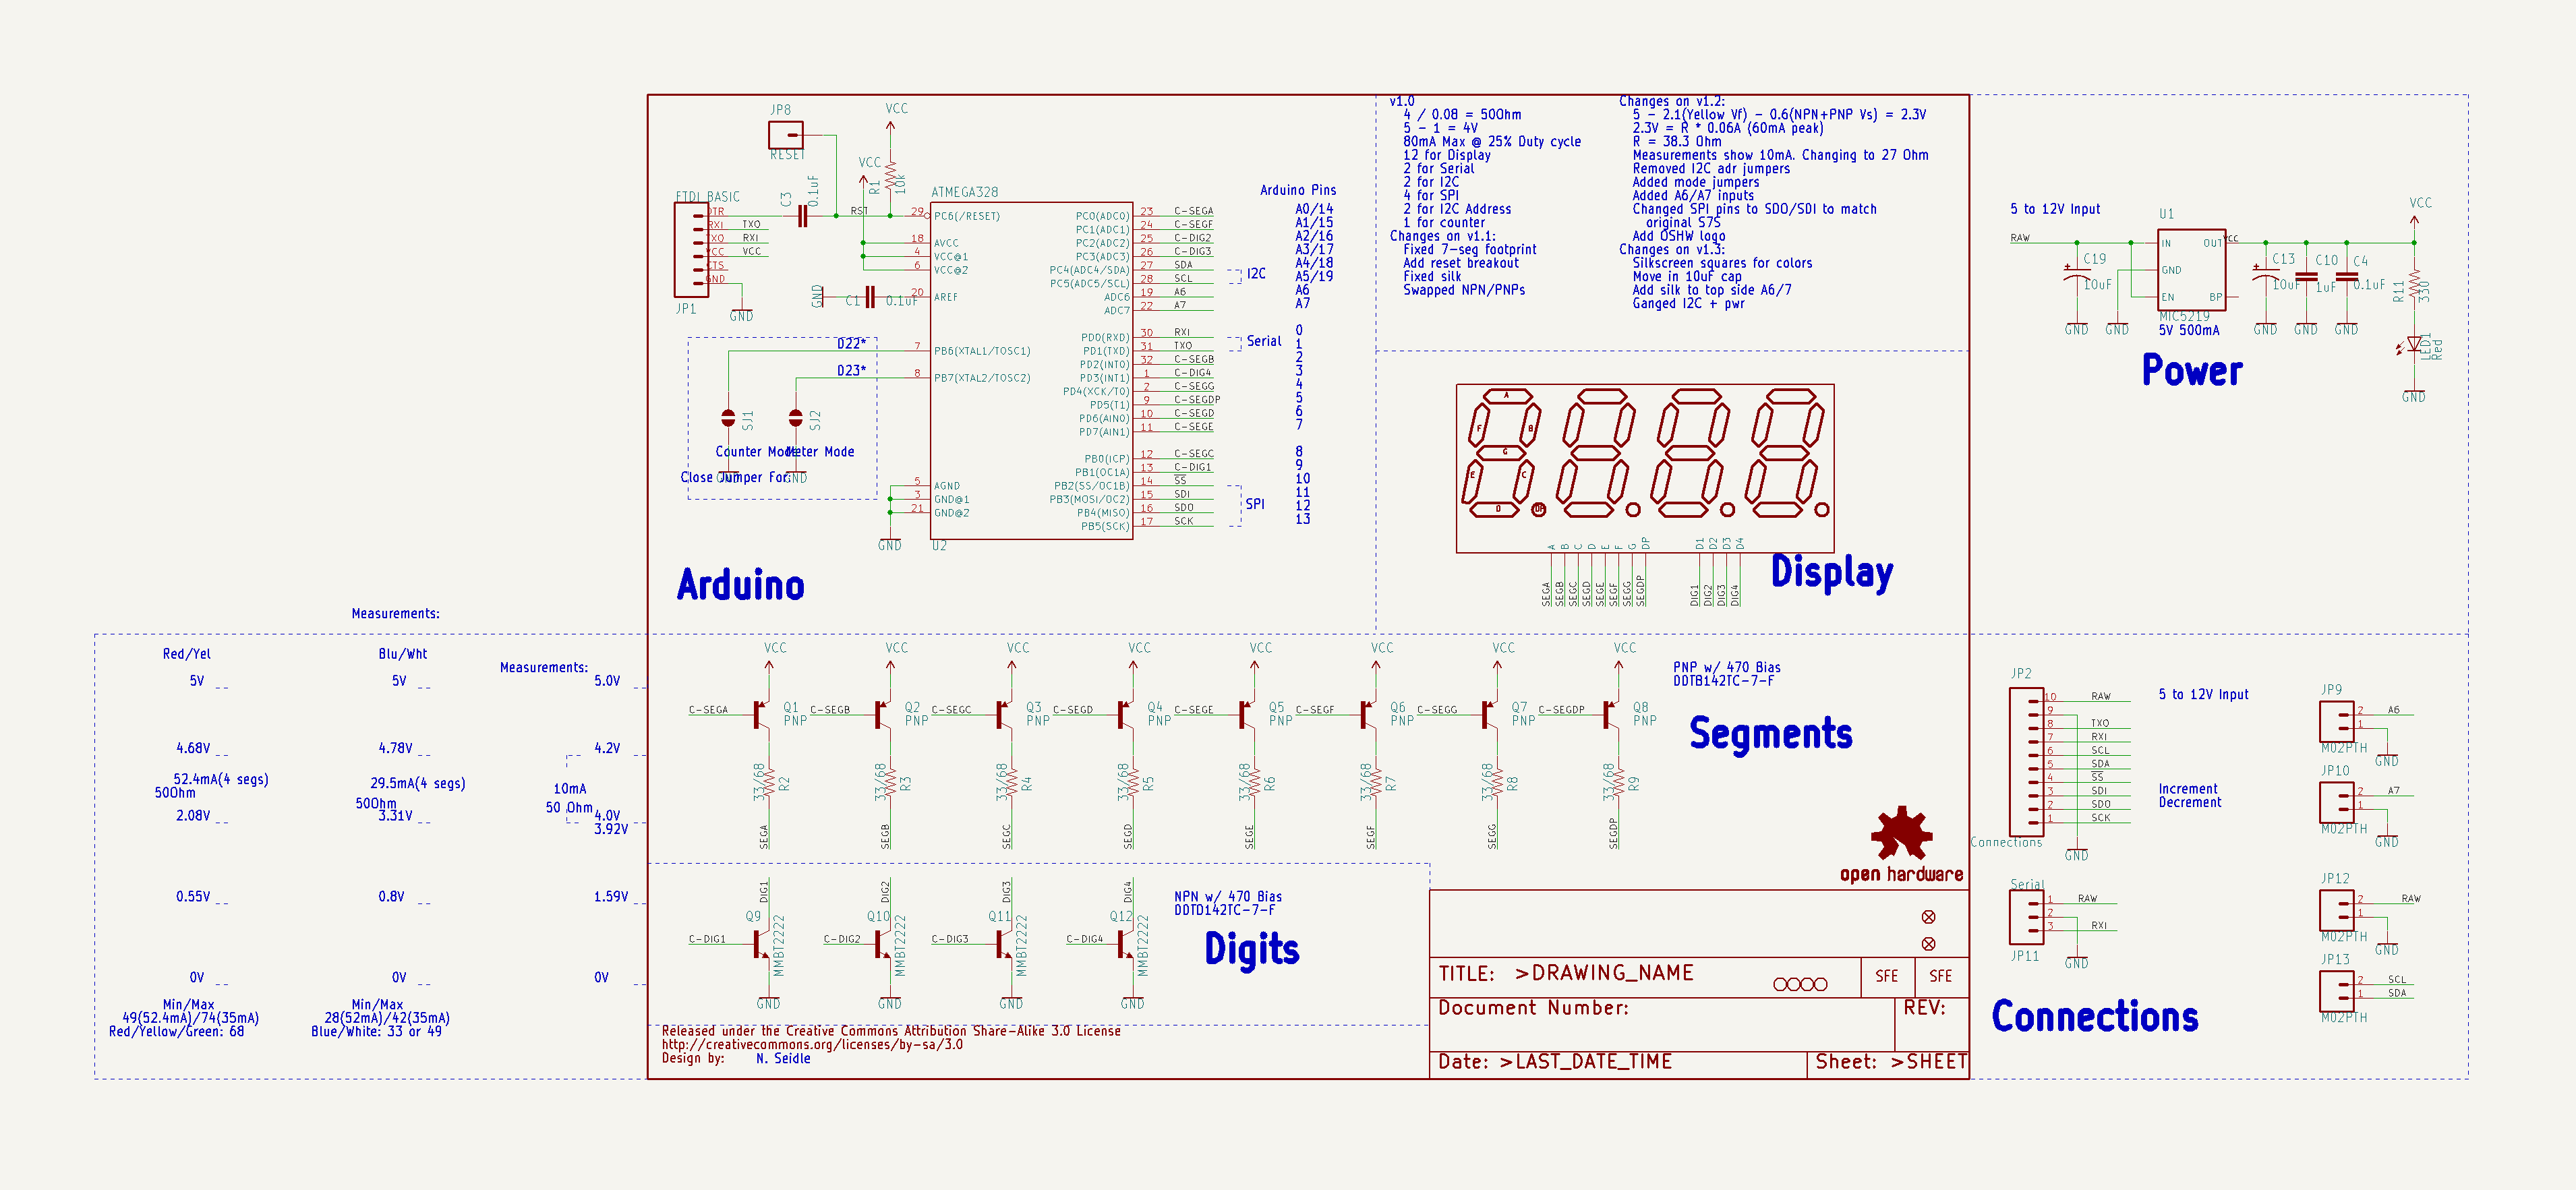 JP8
RESET
VCC
VCC
R1
10k
C3
0.1uF
RST
FTDI BASIC
DTR
RXI TXO
TXO RXI
VCC VCC
CTS
GND
JP1
GND
GND
C1 0.1uF
ATMEGA328
29 PC6(/RESET)
18 AVCC
4 VCC@1
6 VCC@2
20 AREF
7 PB6(XTAL1/TOSC1)
8 PB7(XTAL2/TOSC2)
5 AGND
3 GND@1
21 GND@2
GND
U2
D22*
D23*
SJ1
SJ2
Counter Mode
Meter Mode
Close Jumper For:
GND
GND
PC0(ADC0) 23 C-SEGA
PC1(ADC1) 24 C-SEGF
PC2(ADC2) 25 C-DIG2
PC3(ADC3) 26 C-DIG3
PC4(ADC4/SDA) 27 SDA
PC5(ADC5/SCL) 28 SCL
ADC6 19 A6
ADC7 22 A7
PD0(RXD) 30 RXI
PD1(TXD) 31 TXO
PD2(INT0) 32 C-SEGB
PD3(INT1) 1 C-DIG4
PD4(XCK/T0) 2 C-SEGG
PD5(T1) 9 C-SEGDP
PD6(AIN0) 10 C-SEGD
PD7(AIN1) 11 C-SEGE
PB0(ICP) 12 C-SEGC
PB1(OC1A) 13 C-DIG1
PB2(SS/OC1B) 14 SS
PB3(MOSI/OC2) 15 SDI
PB4(MISO) 16 SDO
PB5(SCK) 17 SCK
I2C
Serial
SPI
Arduino Pins
A0/14
A1/15
A2/16
A3/17
A4/18
A5/19
A6
A7
0
1
2
3
4
5
6
7
8
9
10
11
12
13
Arduino
v1.0
4 / 0.08 = 50Ohm
5 - 1 = 4V
80mA Max @ 25% Duty cycle
12 for Display
2 for Serial
2 for I2C
4 for SPI
2 for I2C Address
1 for counter
Changes on v1.1:
Fixed 7-seg footprint
Add reset breakout
Fixed silk
Swapped NPN/PNPs
Changes on v1.2:
5 - 2.1(Yellow Vf) - 0.6(NPN+PNP Vs) = 2.3V
2.3V = R * 0.06A (60mA peak)
R = 38.3 Ohm
Measurements show 10mA. Changing to 27 Ohm
Removed I2C adr jumpers
Added mode jumpers
Added A6/A7 inputs
Changed SPI pins to SDO/SDI to match
original S7S
Add OSHW logo
Changes on v1.3:
Silkscreen squares for colors
Move in 10uF cap
Add silk to top side A6/7
Ganged I2C + pwr
A
F B
G
E C
D DP
A B C D E F G DP D1 D2 D3 D4
SEGA SEGB SEGC SEGD SEGE SEGF SEGG SEGDP DIG1 DIG2 DIG3 DIG4
Display
5 to 12V Input
RAW
U1
IN OUT VCC
GND
EN BP
MIC5219
5V 500mA
C19
10uF
C13
10uF
C10
1uF
C4
0.1uF
VCC
R11
330
LED1
Red
GND GND GND GND GND
GND
Power
Measurements:
Red/Yel
5V
4.68V
52.4mA(4 segs)
50Ohm
2.08V
0.55V
0V
Min/Max
49(52.4mA)/74(35mA)
Red/Yellow/Green: 68
Blu/Wht
5V
4.78V
29.5mA(4 segs)
50Ohm
3.31V
0.8V
0V
Min/Max
28(52mA)/42(35mA)
Blue/White: 33 or 49
Measurements:
5.0V
4.2V
10mA
50 Ohm
4.0V
3.92V
1.59V
0V
VCC VCC VCC VCC VCC VCC VCC VCC
C-SEGA Q1 PNP
C-SEGB Q2 PNP
C-SEGC Q3 PNP
C-SEGD Q4 PNP
C-SEGE Q5 PNP
C-SEGF Q6 PNP
C-SEGG Q7 PNP
C-SEGDP Q8 PNP
33/68 R2
33/68 R3
33/68 R4
33/68 R5
33/68 R6
33/68 R7
33/68 R8
33/68 R9
SEGA SEGB SEGC SEGD SEGE SEGF SEGG SEGDP
PNP w/ 470 Bias
DDTB142TC-7-F
Segments
DIG1 DIG2 DIG3 DIG4
C-DIG1 Q9 MMBT2222
C-DIG2 Q10 MMBT2222
C-DIG3 Q11 MMBT2222
C-DIG4 Q12 MMBT2222
GND GND GND GND
NPN w/ 470 Bias
DDTD142TC-7-F
Digits
open hardware
Released under the Creative Commons Attribution Share-Alike 3.0 License
http://creativecommons.org/licenses/by-sa/3.0
Design by: N. Seidle
TITLE: >DRAWING_NAME
SFE SFE
Document Number:
REV:
Date: >LAST_DATE_TIME
Sheet: >SHEET
JP2
10 RAW
9
8 TXO
7 RXI
6 SCL
5 SDA
4 SS
3 SDI
2 SDO
1 SCK
Connections
GND
5 to 12V Input
Increment
Decrement
Serial
1 RAW
2
3 RXI
JP11
GND
JP9
2 A6
1
M02PTH
GND
JP10
2 A7
1
M02PTH
GND
JP12
2 RAW
1
M02PTH
GND
JP13
2 SCL
1 SDA
M02PTH
Connections